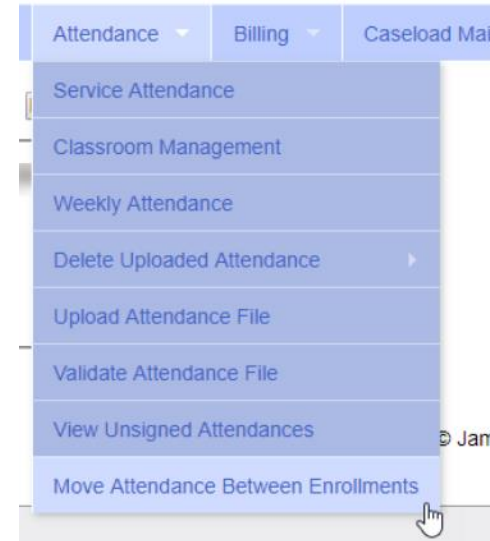 Attendance Billing Caseload Mai
Service Attendance
Classroom Management
Weekly Attendance
Delete Uploaded Attendance
Upload Attendance File
Validate Attendance File
View Unsigned Attendances
© Jam
Move Attendance Between Enrollments